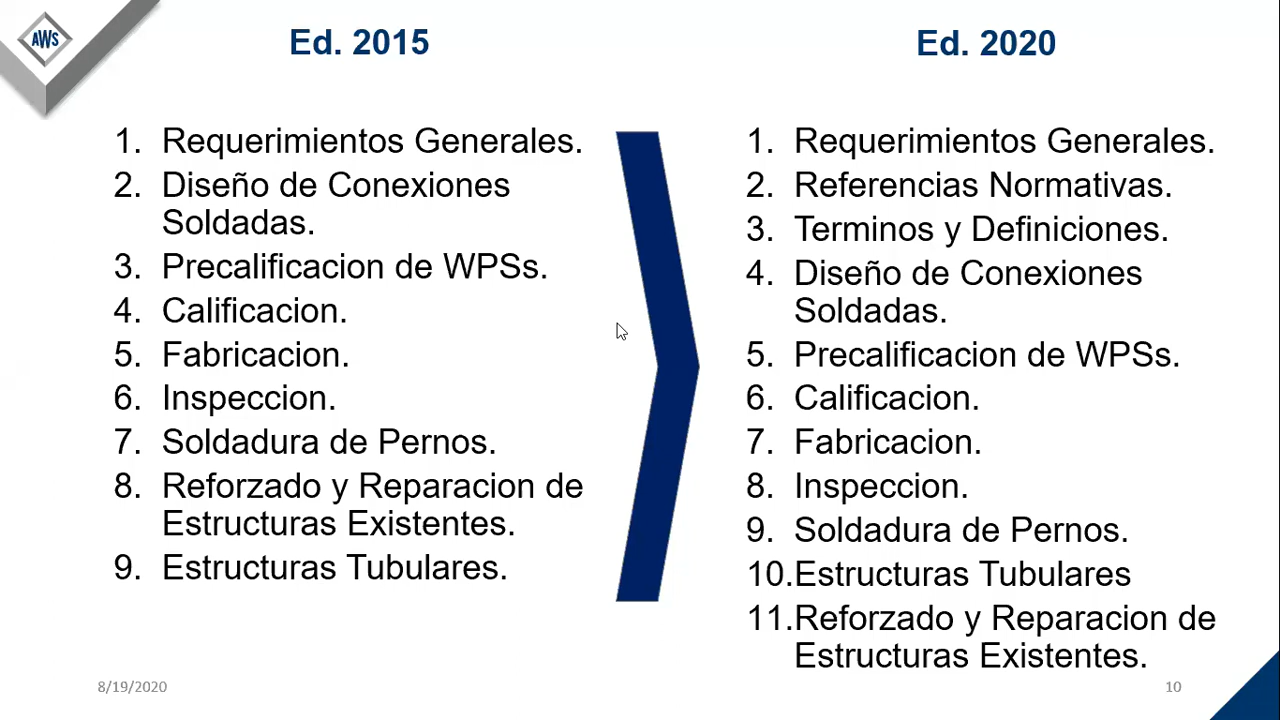 AWS
Ed. 2015
1. Requerimientos Generales.
2. Diseño de Conexiones
Soldadas.
3. Precalificacion de WPSs.
4. Calificacion.
5. Fabricacion.
6. Inspeccion.
7. Soldadura de Pernos.
8. Reforzado y Reparacion de
Estructuras Existentes.
9. Estructuras Tubulares.
Ed. 2020
1. Requerimientos Generales.
2. Referencias Normativas.
3. Terminos y Definiciones.
4. Diseño de Conexiones
Soldadas.
5. Precalificacion de WPSs.
6. Calificacion.
7. Fabricacion.
8. Inspeccion.
9. Soldadura de Pernos.
10.Estructuras Tubulares
11.Reforzado y Reparacion de
Estructuras Existentes.
8/19/2020
10